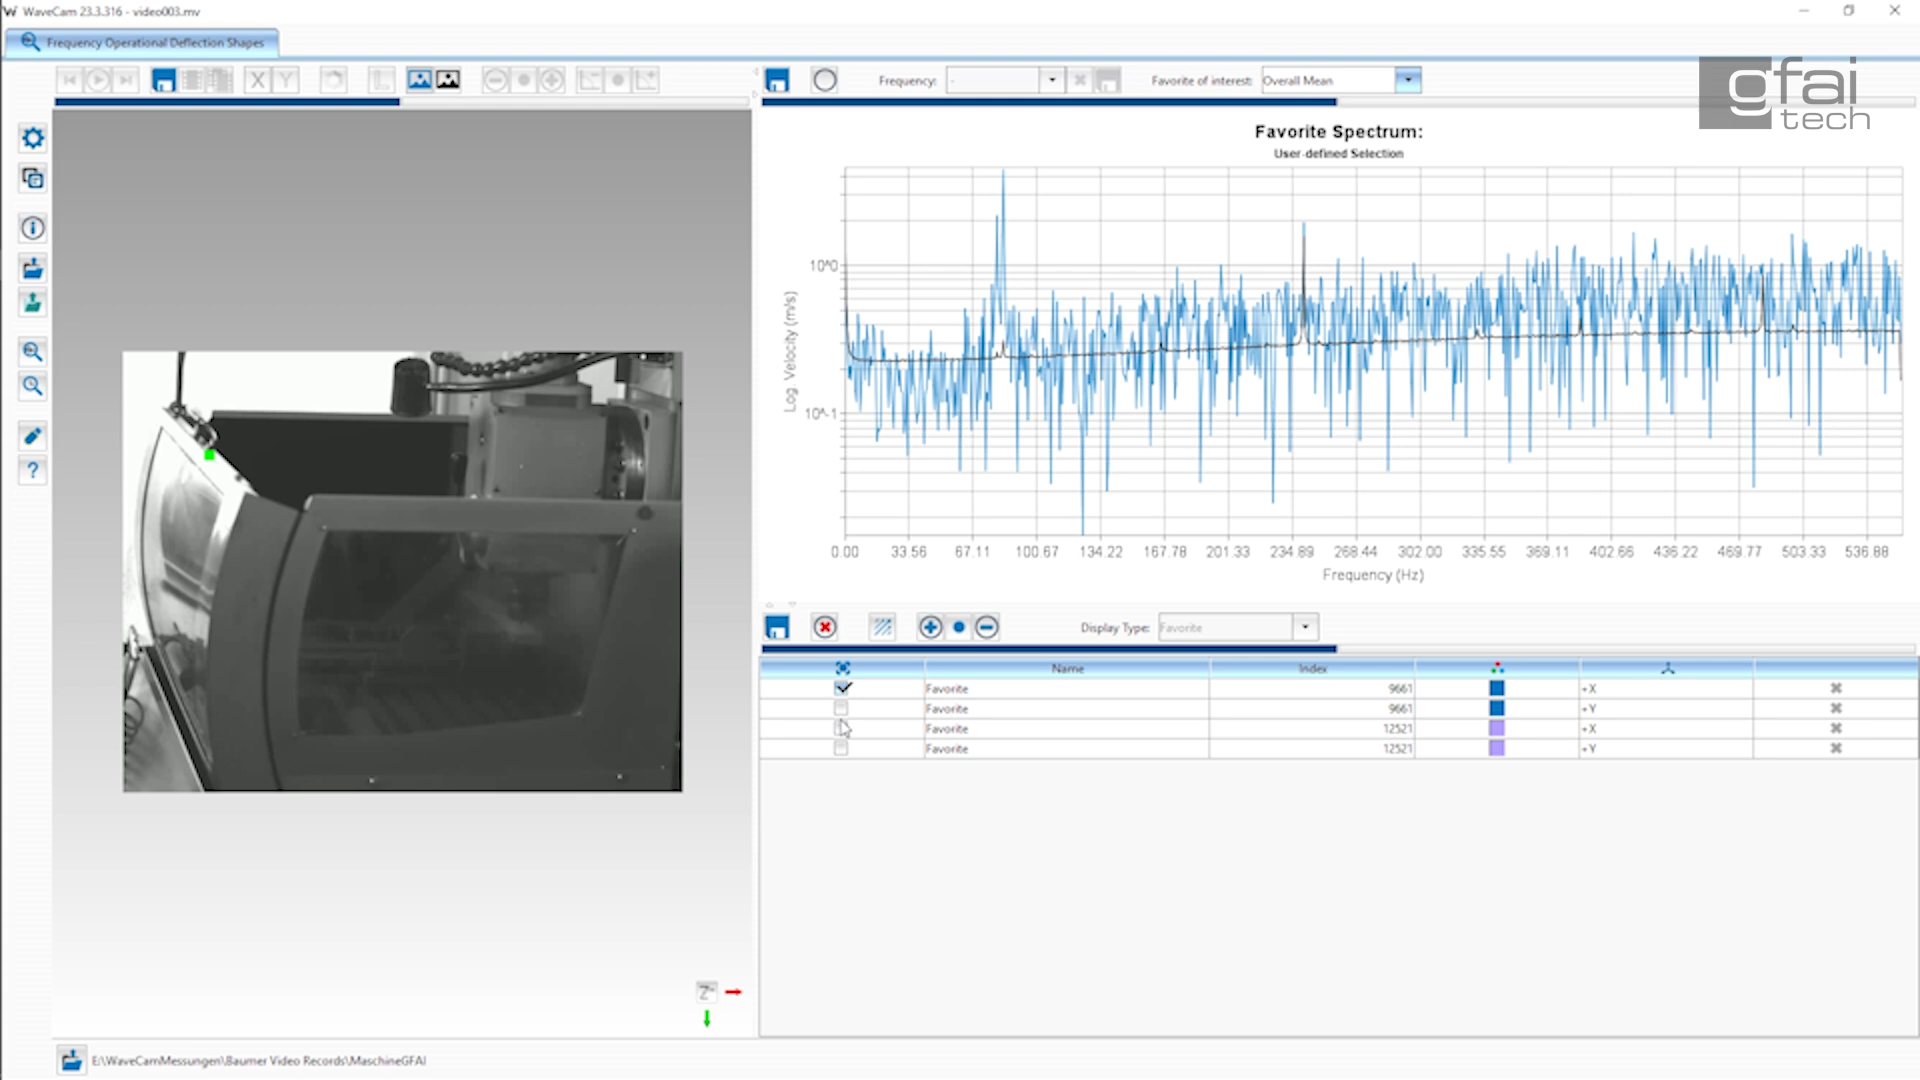 WaveCam 23.3.316 - video003.mv
Frequency Operational Deflection Shapes
X Y
Frequency: -
Favorite of interest: Overall Mean
gfai
tech
Favorite Spectrum:
User-defined Selection
Log Velocity (m/s)
10^0
10^-1
0.00 33.56 67.11 100.67 134.22 167.78 201.33 234.89 268.44 302.00 335.55 369.11 402.66 436.22 469.77 503.33 536.88
Frequency (Hz)
Display Type: Favorite
Name Index
Favorite 9661 +X
Favorite 9661 +Y
Favorite 12521 +X
Favorite 12521 +Y
Z
E:\WaveCamMessungen\Baumer Video Records\MaschineGFAI